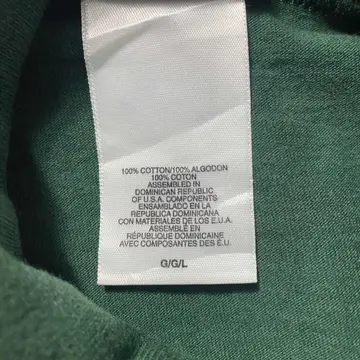 100% COTTON/100% ALGODON
100% COTON
ASSEMBLED IN
DOMINICAN REPUBLIC
OF U.S.A. COMPONENTS
ENSAMBLADO EN LA
REPUBLICA DOMINICANA
CON MATERIALES DE LOS E.U.A.
ASSEMBLÉ EN
RÉPUBLIQUE DOMINICAINE
AVEC COMPOSANTES DES É.U.
G/G/L